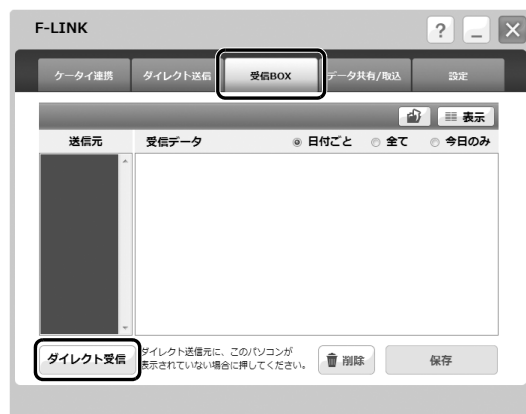 F-LINK
ケータイ連携 ダイレクト送信 受信BOX データ共有/取込 設定
表示
送信元 受信データ 日付ごと 全て 今日のみ
ダイレクト受信
ダイレクト送信元に、このパソコンが
表示されていない場合に押してください。
削除 保存